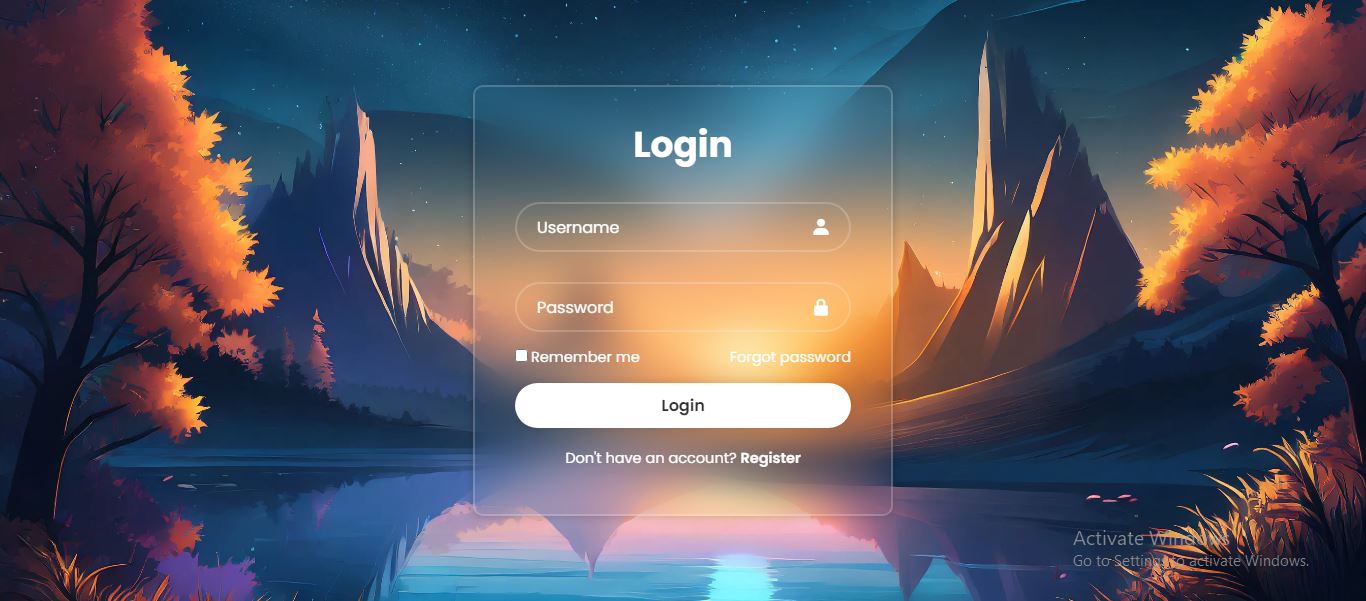 Login
Username
Password
Remember me Forgot password
Login
Don't have an account? Register
Activate Windows
Go to Settings to activate Windows.